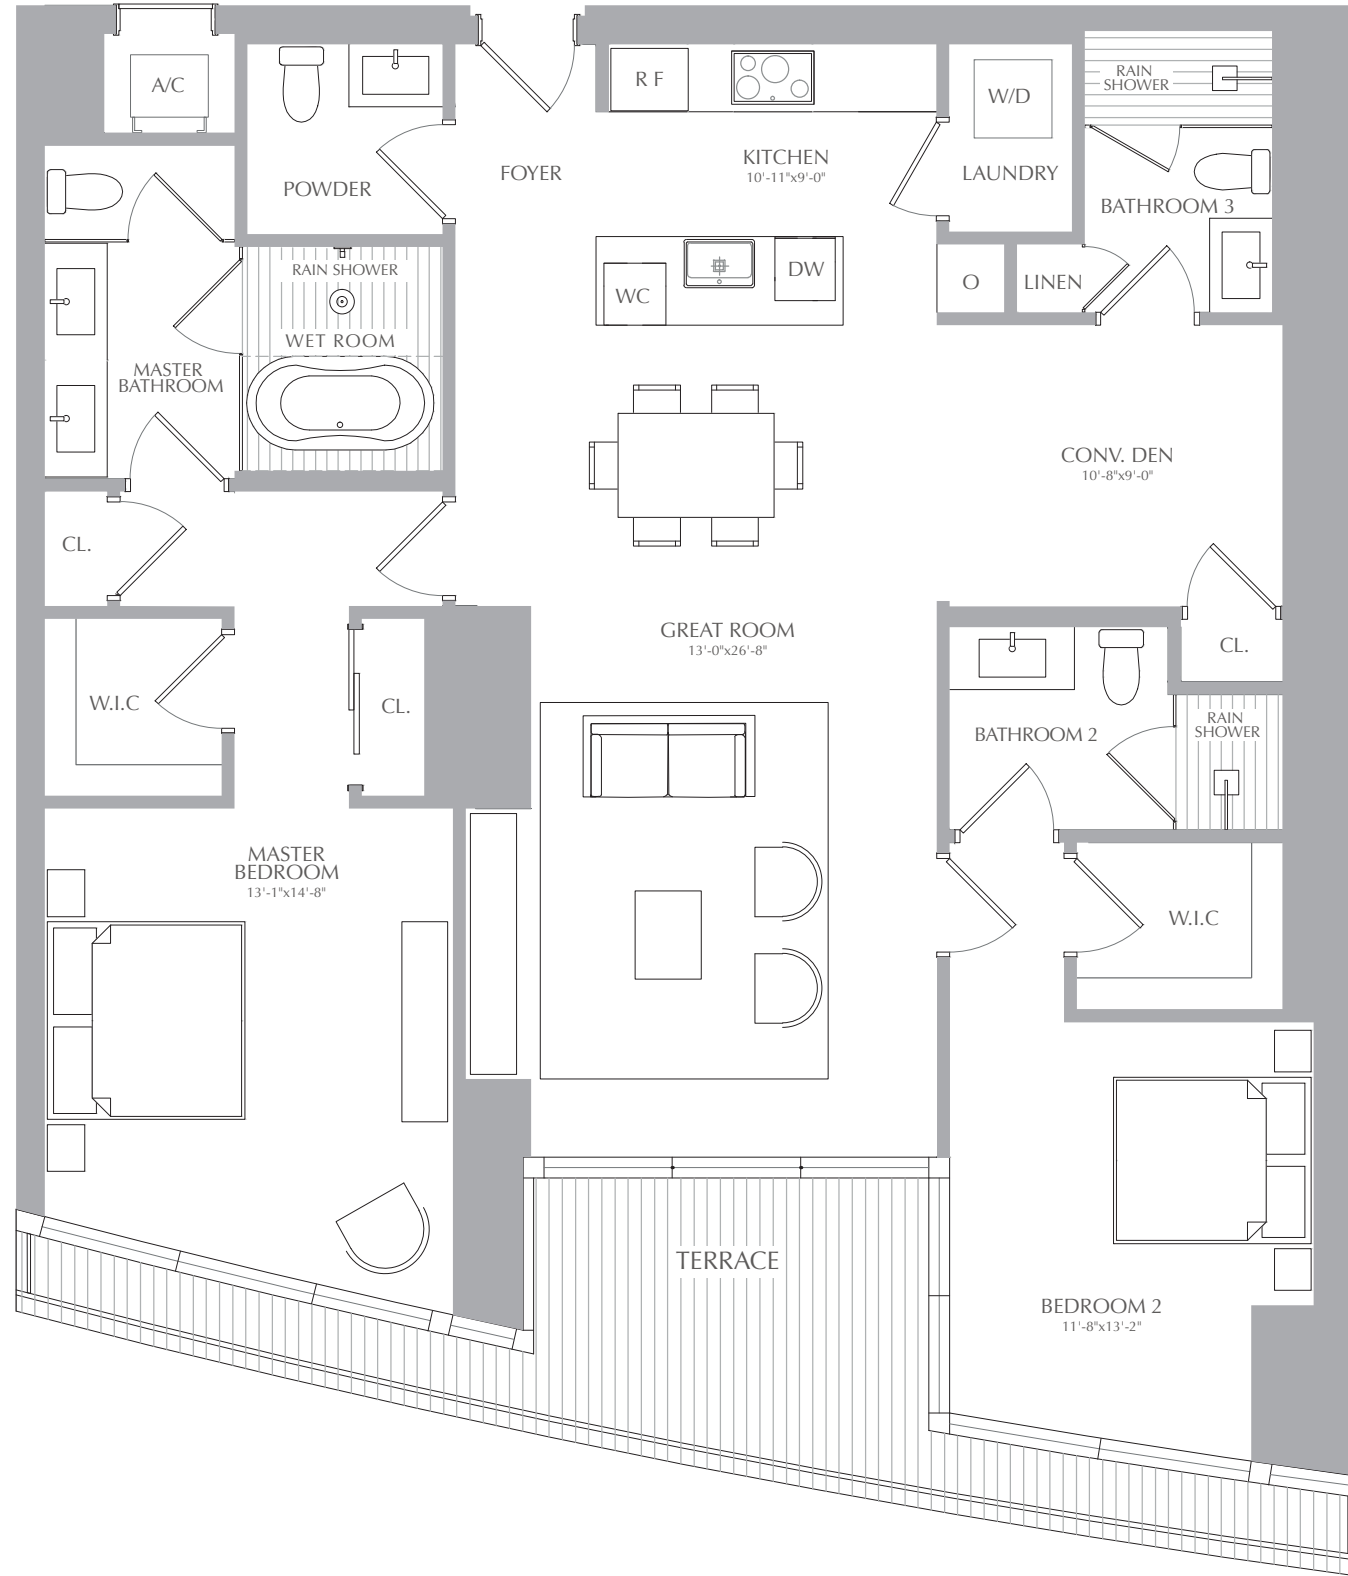 A/C
R F
RAIN
SHOWER
W/D
KITCHEN
10'-11"x9'-0"
FOYER
LAUNDRY
POWDER
BATHROOM 3
RAIN SHOWER
DW
WC
O
LINEN
WET ROOM
MASTER
BATHROOM
CONV. DEN
10'-8"x9'-0"
CL.
GREAT ROOM
13'-0"x26'-8"
CL.
W.I.C
CL.
BATHROOM 2
RAIN
SHOWER
MASTER
BEDROOM
13'-1"x14'-8"
W.I.C
TERRACE
BEDROOM 2
11'-8"x13'-2"